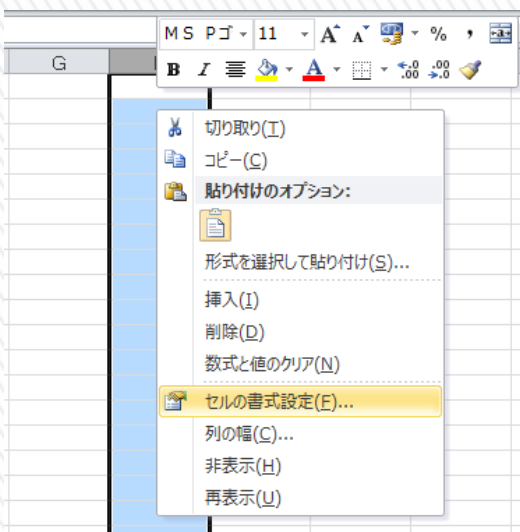 ＭＳ Ｐゴ 11 A A % ,
G
B I A .00 .00
切り取り(T)
コピー(C)
貼り付けのオプション:
形式を選択して貼り付け(S)...
挿入(I)
削除(D)
数式と値のクリア(N)
セルの書式設定(F)...
列の幅(C)...
非表示(H)
再表示(U)